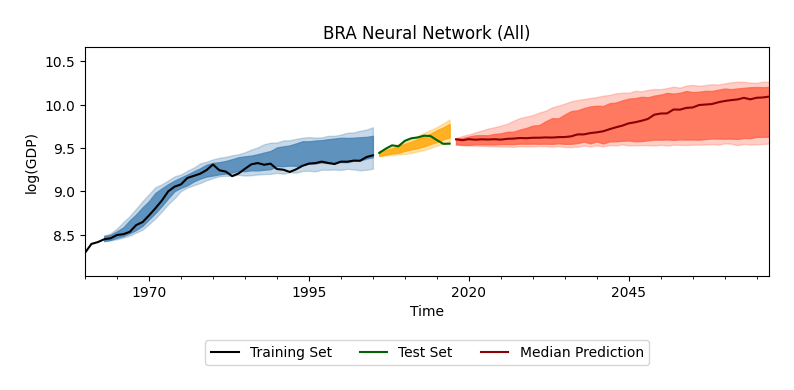 BRA Neural Network (All)
10.5
10.0
9.5
9.0
8.5
log(GDP)
1970 1995 2020 2045
Time
Training Set Test Set Median Prediction